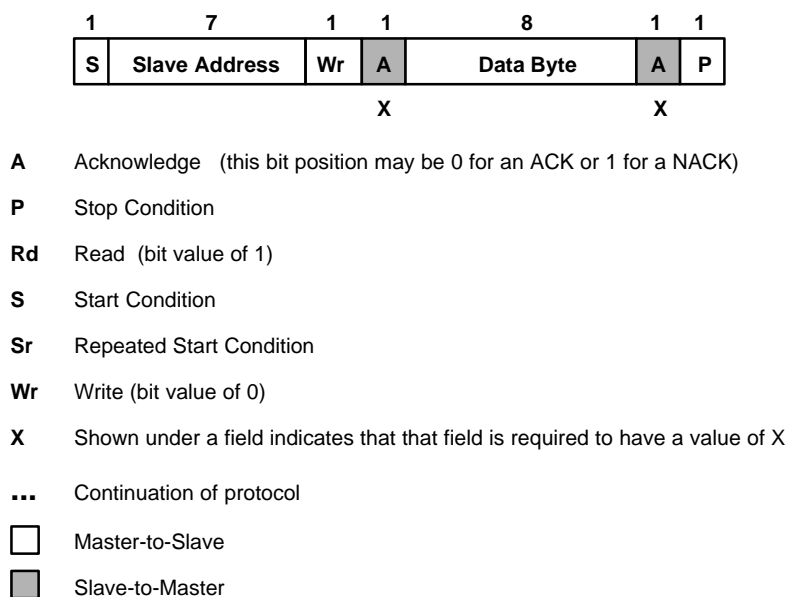 1 7 1 1 8 1 1
S Slave Address Wr A Data Byte A P
X X
A Acknowledge (this bit position may be 0 for an ACK or 1 for a NACK)
P Stop Condition
Rd Read (bit value of 1)
S Start Condition
Sr Repeated Start Condition
Wr Write (bit value of 0)
X Shown under a field indicates that that field is required to have a value of X
... Continuation of protocol
Master-to-Slave
Slave-to-Master